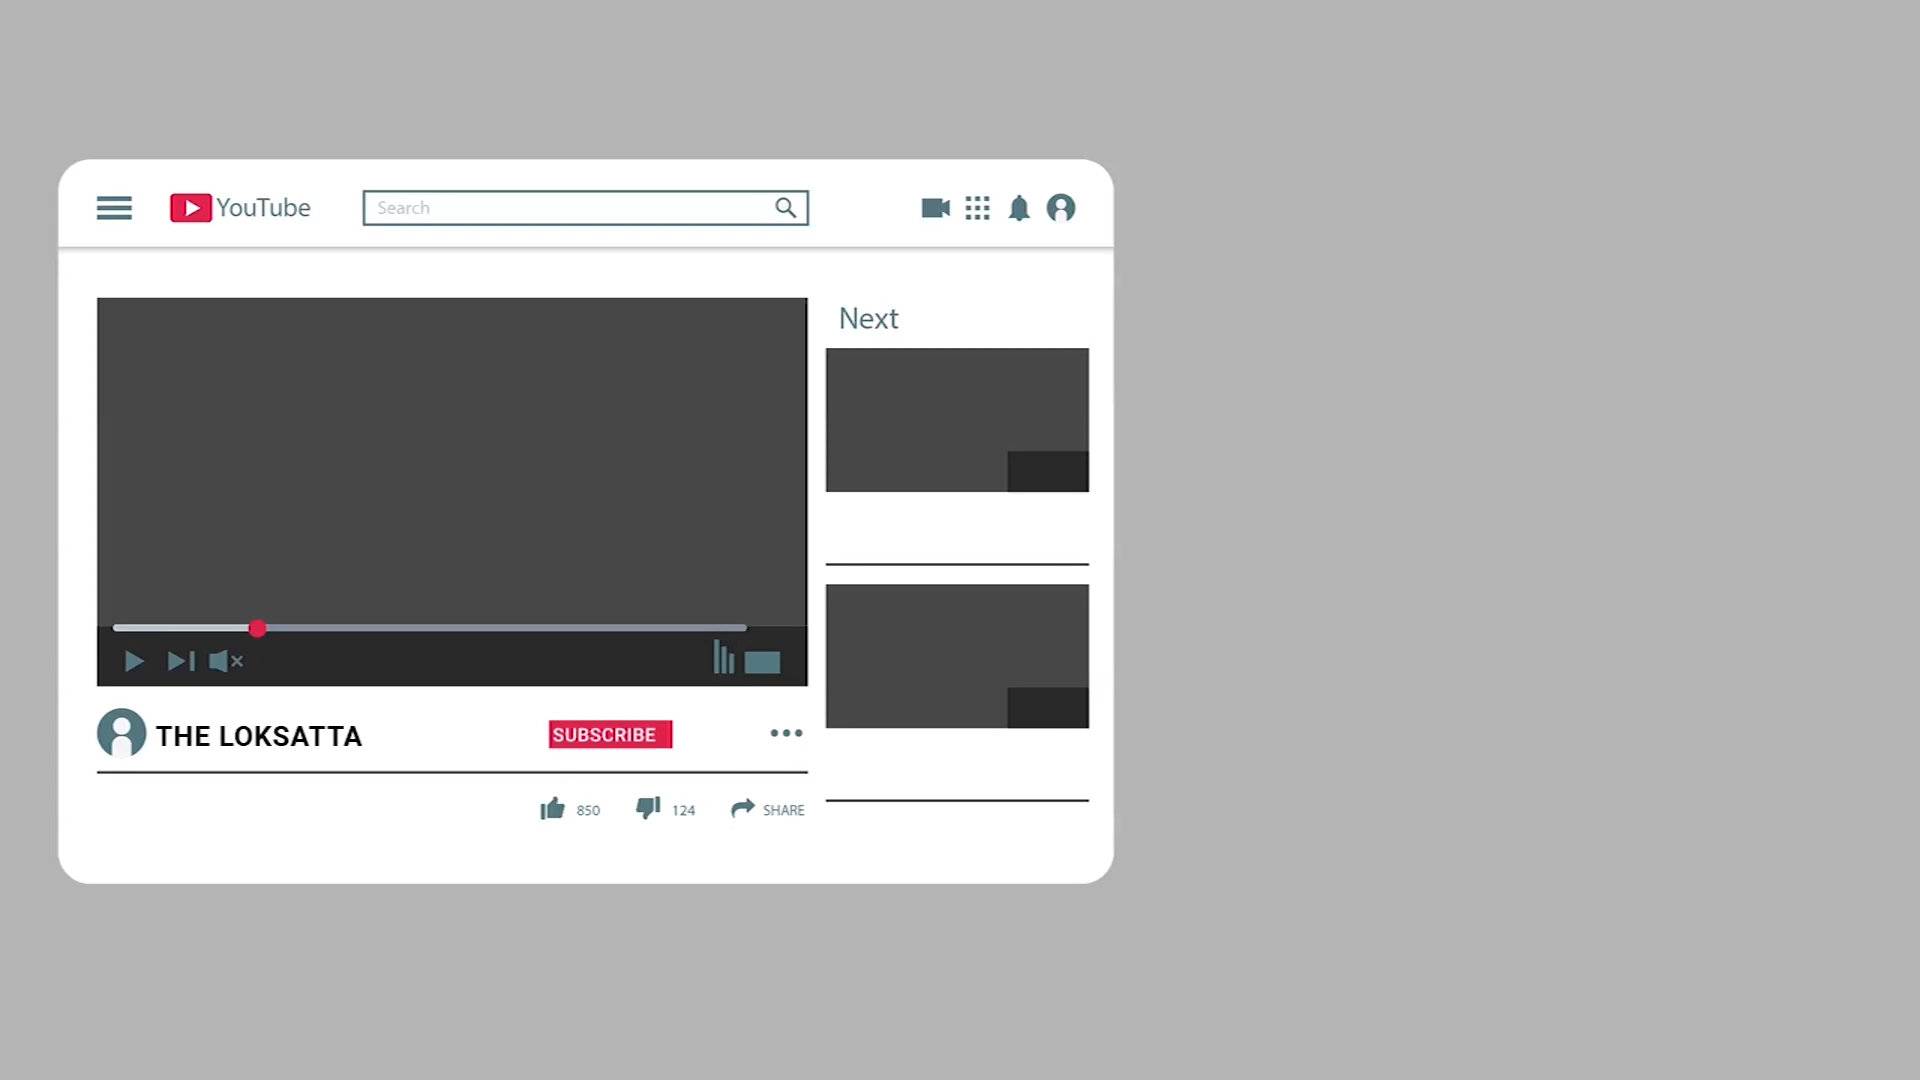 YouTube
Search
Next
THE LOKSATTA
SUBSCRIBE
850
124
SHARE